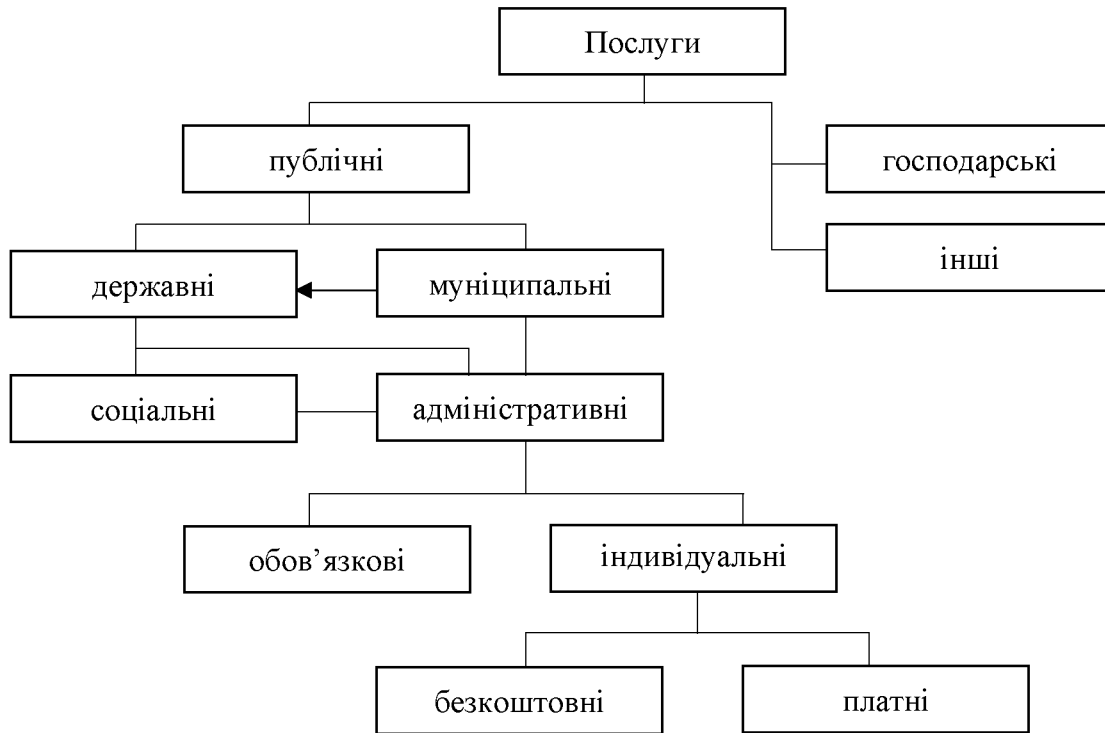 Послуги
публічні
господарські
інші
державні
муніципальні
соціальні
адміністративні
обов’язкові
індивідуальні
безкоштовні
платні